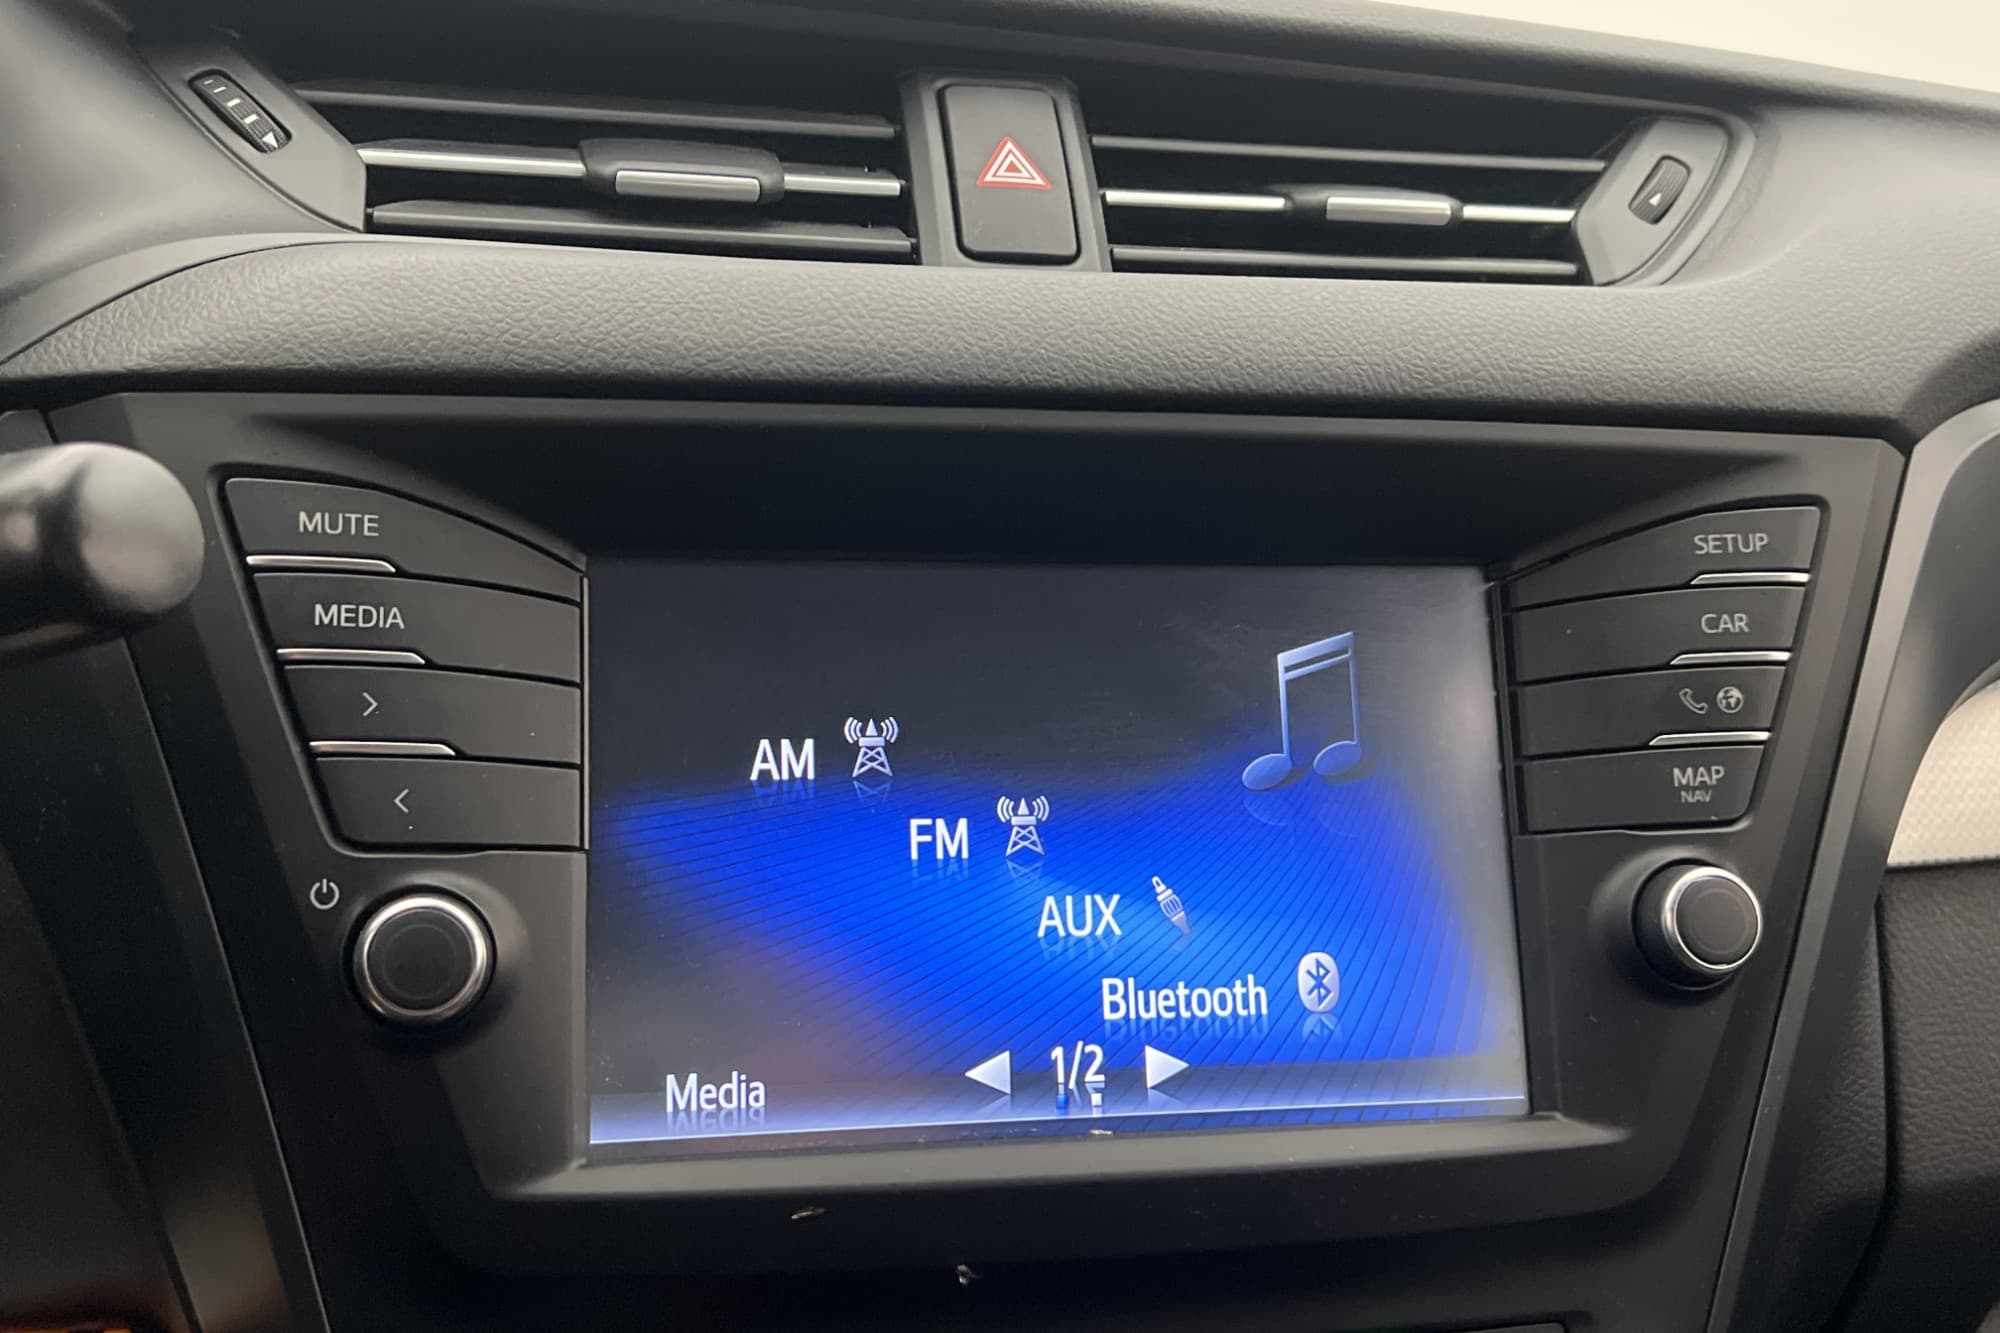 MUTE
MEDIA
>
<
SETUP
CAR
MAP
NAV
AM
FM
AUX
Bluetooth
Media
1/2